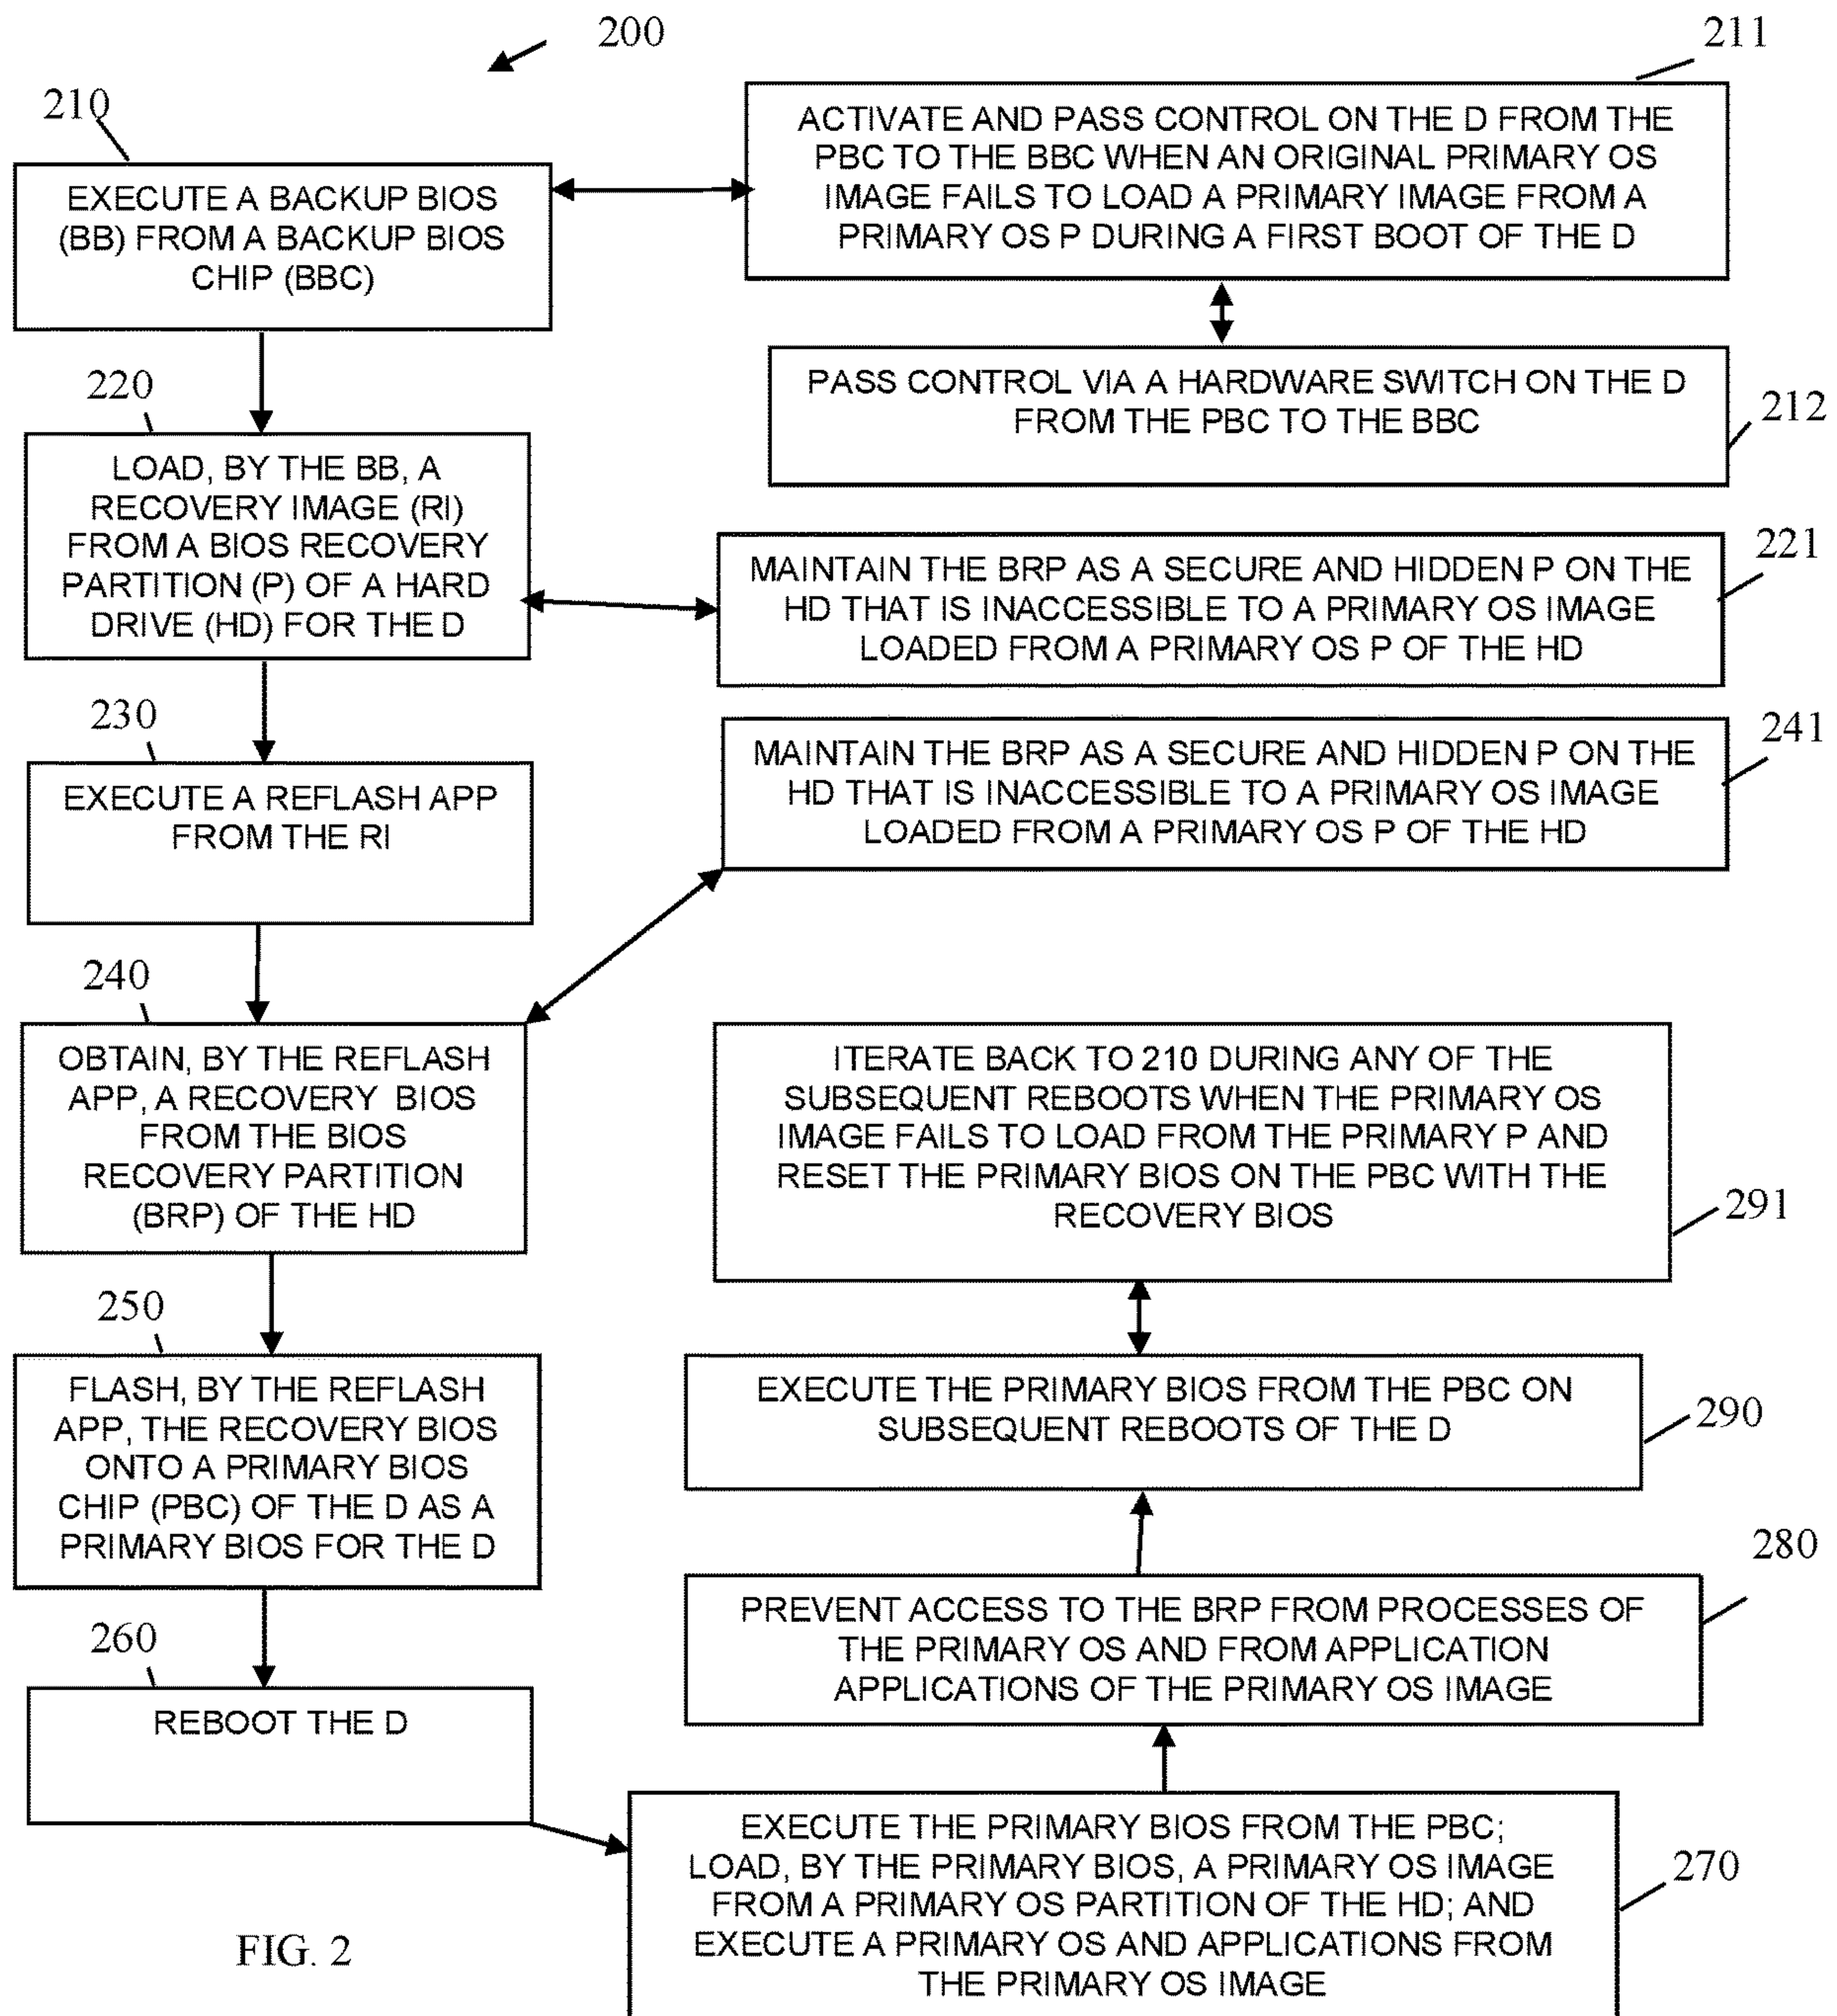 200
210
EXECUTE A BACKUP BIOS
(BB) FROM A BACKUP BIOS
CHIP (BBC)
211
ACTIVATE AND PASS CONTROL ON THE D FROM THE
PBC TO THE BBC WHEN AN ORIGINAL PRIMARY OS
IMAGE FAILS TO LOAD A PRIMARY IMAGE FROM A
PRIMARY OS P DURING A FIRST BOOT OF THE D
PASS CONTROL VIA A HARDWARE SWITCH ON THE D
FROM THE PBC TO THE BBC
212
220
LOAD, BY THE BB, A
RECOVERY IMAGE (RI)
FROM A BIOS RECOVERY
PARTITION (P) OF A HARD
DRIVE (HD) FOR THE D
221
MAINTAIN THE BRP AS A SECURE AND HIDDEN P ON THE
HD THAT IS INACCESSIBLE TO A PRIMARY OS IMAGE
LOADED FROM A PRIMARY OS P OF THE HD
230
EXECUTE A REFLASH APP
FROM THE RI
241
MAINTAIN THE BRP AS A SECURE AND HIDDEN P ON THE
HD THAT IS INACCESSIBLE TO A PRIMARY OS IMAGE
LOADED FROM A PRIMARY OS P OF THE HD
240
OBTAIN, BY THE REFLASH
APP, A RECOVERY BIOS
FROM THE BIOS
RECOVERY PARTITION
(BRP) OF THE HD
ITERATE BACK TO 210 DURING ANY OF THE
SUBSEQUENT REBOOTS WHEN THE PRIMARY OS
IMAGE FAILS TO LOAD FROM THE PRIMARY P AND
RESET THE PRIMARY BIOS ON THE PBC WITH THE
RECOVERY BIOS
291
250
FLASH, BY THE REFLASH
APP, THE RECOVERY BIOS
ONTO A PRIMARY BIOS
CHIP (PBC) OF THE D AS A
PRIMARY BIOS FOR THE D
EXECUTE THE PRIMARY BIOS FROM THE PBC ON
SUBSEQUENT REBOOTS OF THE D
290
280
PREVENT ACCESS TO THE BRP FROM PROCESSES OF
THE PRIMARY OS AND FROM APPLICATION
APPLICATIONS OF THE PRIMARY OS IMAGE
260
REBOOT THE D
EXECUTE THE PRIMARY BIOS FROM THE PBC;
LOAD, BY THE PRIMARY BIOS, A PRIMARY OS IMAGE
FROM A PRIMARY OS PARTITION OF THE HD; AND
EXECUTE A PRIMARY OS AND APPLICATIONS FROM
THE PRIMARY OS IMAGE
270
FIG. 2